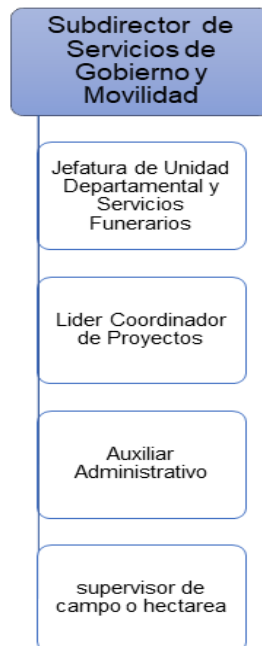 Subdirector de
Servicios de
Gobierno y
Movilidad
Jefatura de Unidad
Departamental y
Servicios
Funerarios
Lider Coordinador
de Proyectos
Auxiliar
Administrativo
supervisor de
campo o hectarea